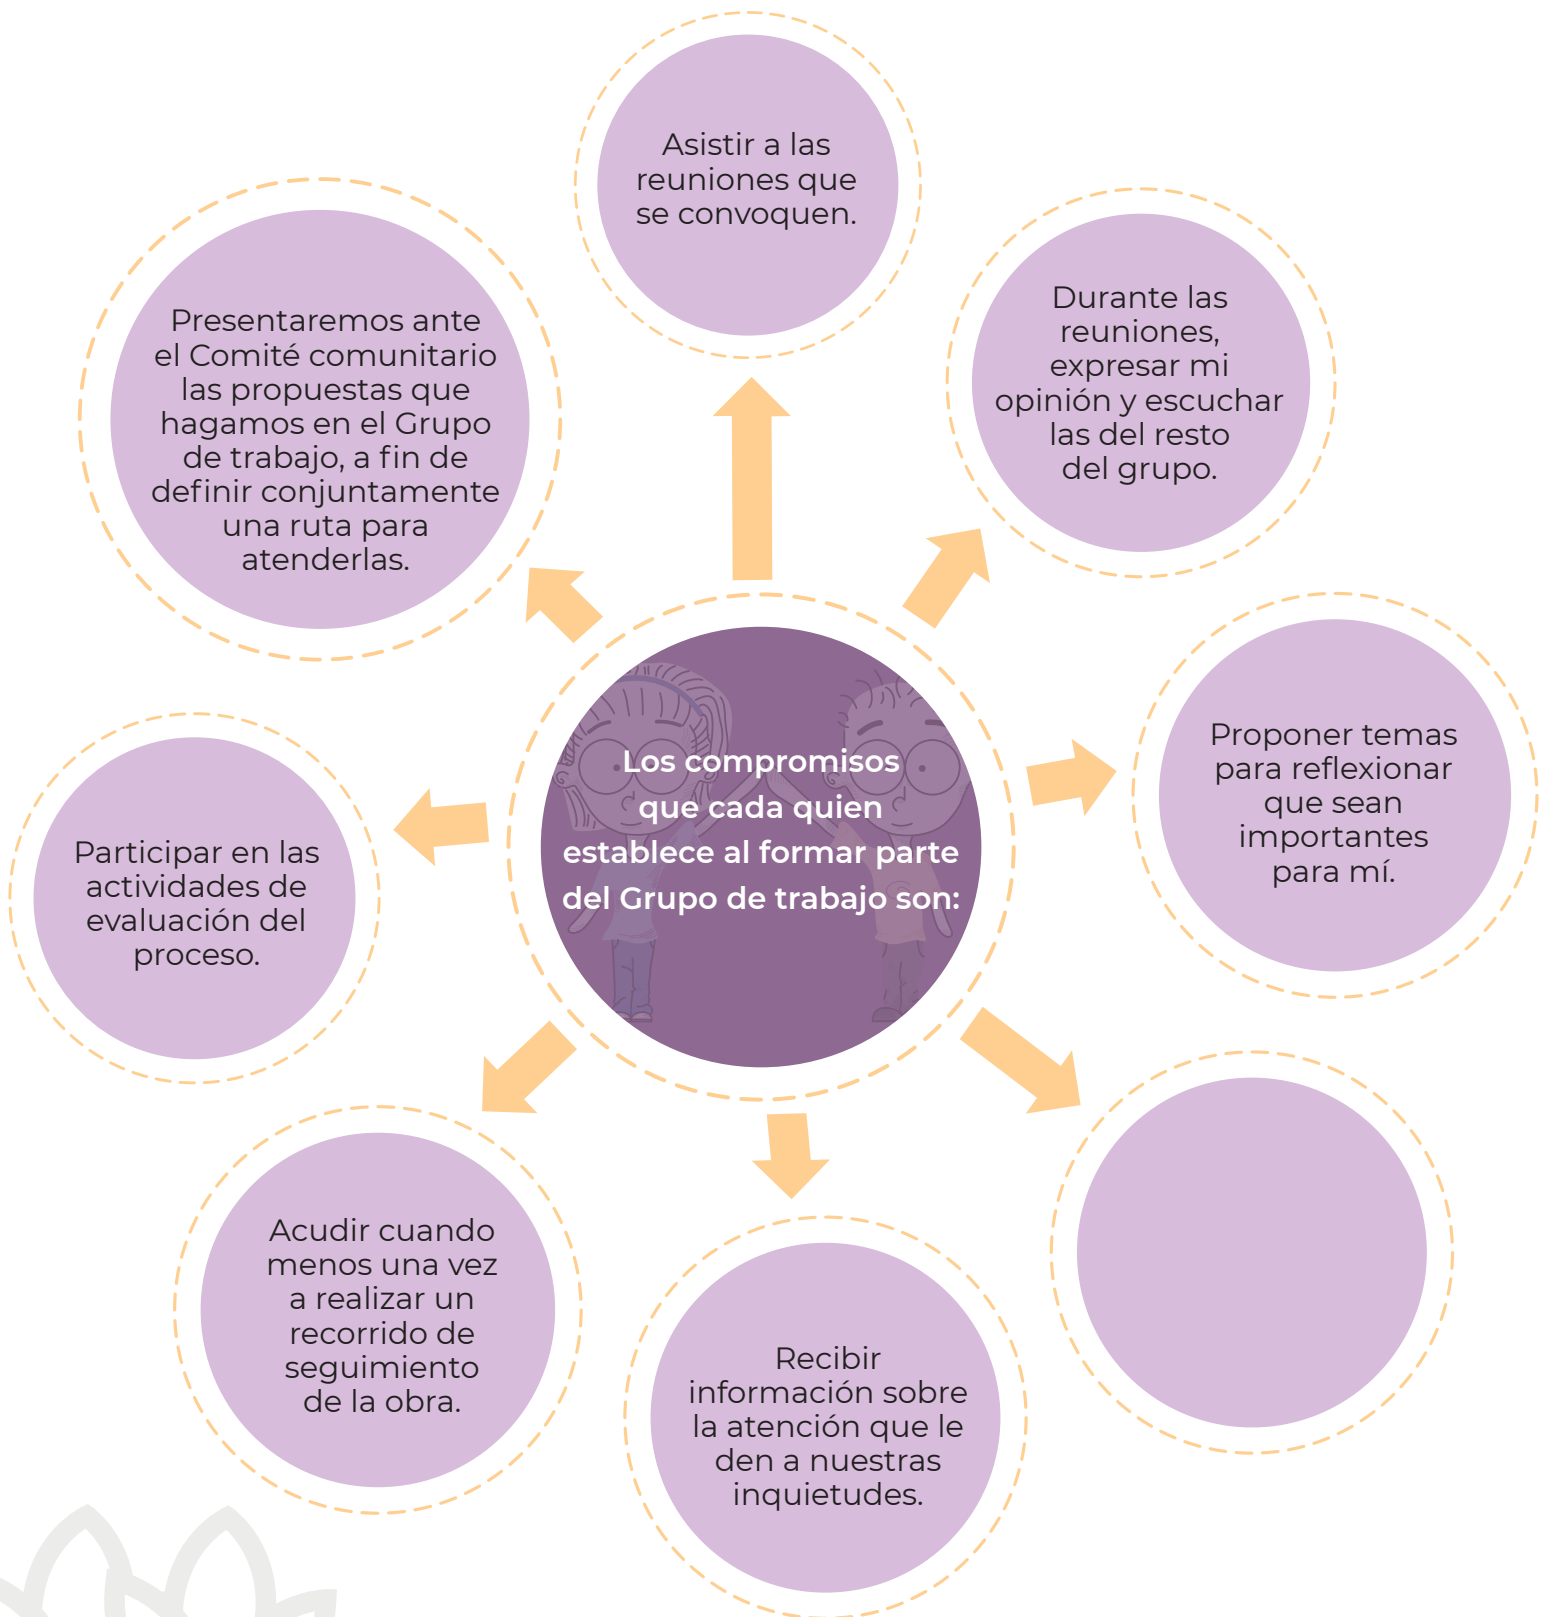 Asistir a las
reuniones que
se convoquen.
Durante las
reuniones,
expresar mi
opinión y escuchar
las del resto
del grupo.
Presentaremos ante
el Comité comunitario
las propuestas que
hagamos en el Grupo
de trabajo, a fin de
definir conjuntamente
una ruta para
atenderlas.
Los compromisos
que cada quien
establece al formar parte
del Grupo de trabajo son:
Proponer temas
para reflexionar
que sean
importantes
para mí.
Participar en las
actividades de
evaluación del
proceso.
Acudir cuando
menos una vez
a realizar un
recorrido de
seguimiento
de la obra.
Recibir
información sobre
la atención que le
den a nuestras
inquietudes.